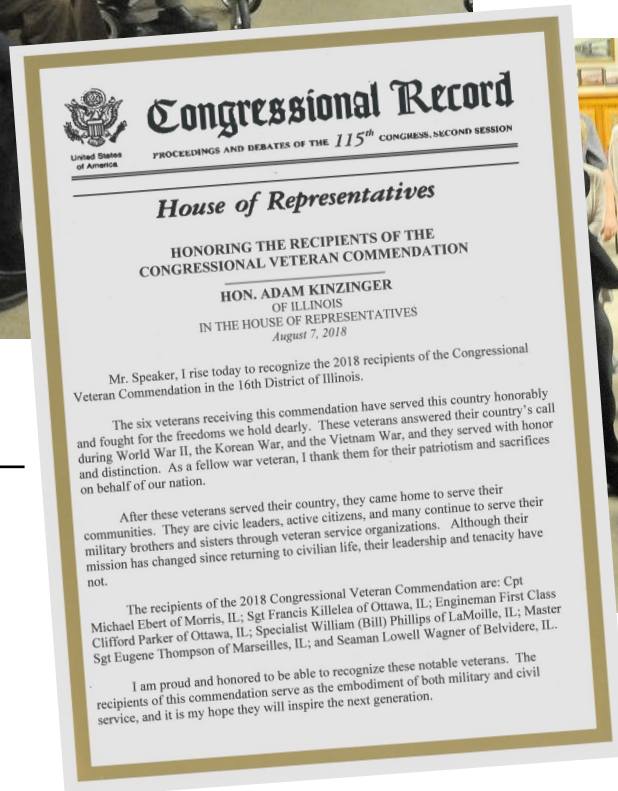 Congressional Record
United States
of America
PROCEEDINGS AND DEBATES OF THE 115th CONGRESS, SECOND SESSION
House of Representatives
HONORING THE RECIPIENTS OF THE
CONGRESSIONAL VETERAN COMMENDATION
HON. ADAM KINZINGER
OF ILLINOIS
IN THE HOUSE OF REPRESENTATIVES
August 7, 2018
Mr. Speaker, I rise today to recognize the 2018 recipients of the Congressional
Veteran Commendation in the 16th District of Illinois.
The six veterans receiving this commendation have served this country honorably
and fought for the freedoms we hold dearly. These veterans answered their country's call
during World War II, the Korean War, and the Vietnam War, and they served with honor
and distinction. As a fellow war veteran, I thank them for their patriotism and sacrifices
on behalf of our nation.
After these veterans served their country, they came home to serve their
communities. They are civic leaders, active citizens, and many continue to serve their
military brothers and sisters through veteran service organizations. Although their
mission has changed since returning to civilian life, their leadership and tenacity have
not.
The recipients of the 2018 Congressional Veteran Commendation are: Cpt
Michael Ebert of Morris, IL; Sgt Francis Killelea of Ottawa, IL; Engineman First Class
Clifford Parker of Ottawa, IL; Specialist William (Bill) Phillips of LaMoille, IL; Master
Sgt Eugene Thompson of Marseilles, IL; and Seaman Lowell Wagner of Belvidere, IL.
I am proud and honored to be able to recognize these notable veterans. The
recipients of this commendation serve as the embodiment of both military and civil
service, and it is my hope they will inspire the next generation.